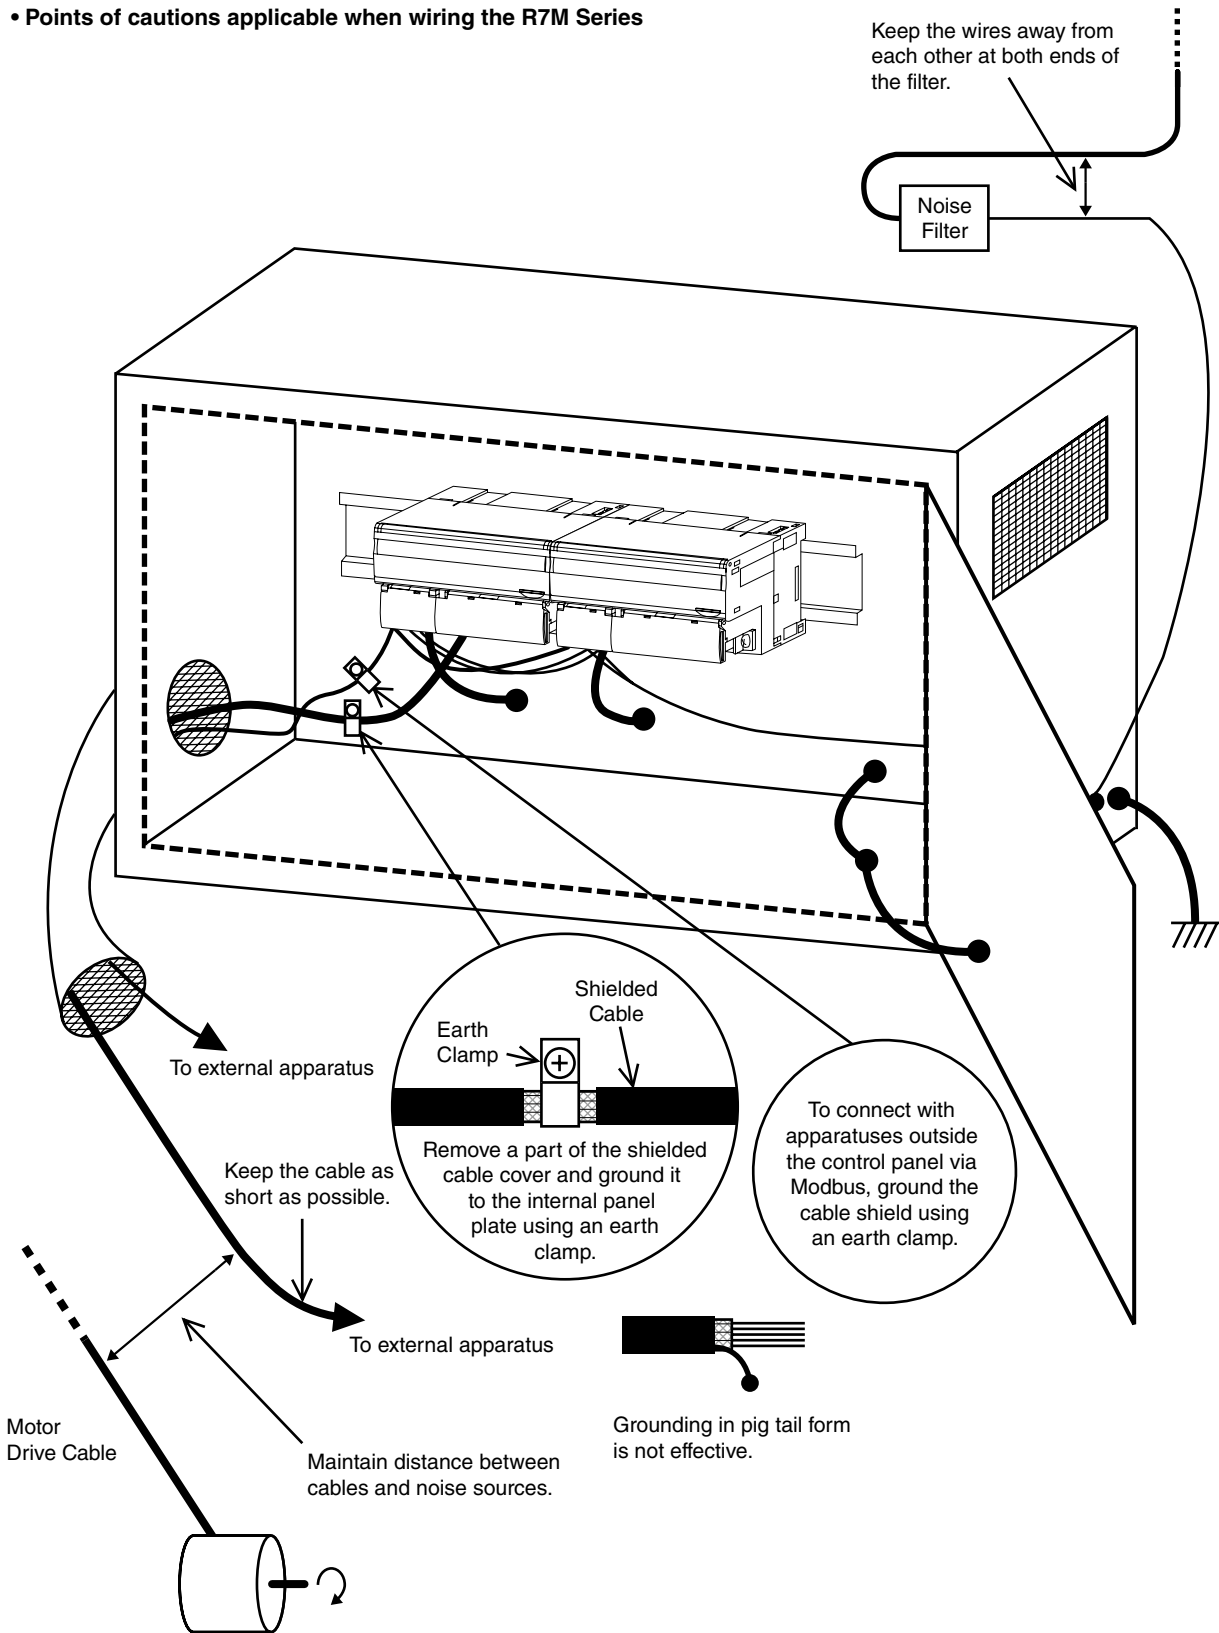 • Points of cautions applicable when wiring the R7M Series
Keep the wires away from
each other at both ends of
the filter.
Noise
Filter
Shielded
Cable
Earth
Clamp
To external apparatus
Remove a part of the shielded
cable cover and ground it
to the internal panel
plate using an earth
clamp.
To connect with
apparatuses outside
the control panel via
Modbus, ground the
cable shield using
an earth clamp.
Keep the cable as
short as possible.
To external apparatus
Motor
Drive Cable
Maintain distance between
cables and noise sources.
Grounding in pig tail form
is not effective.